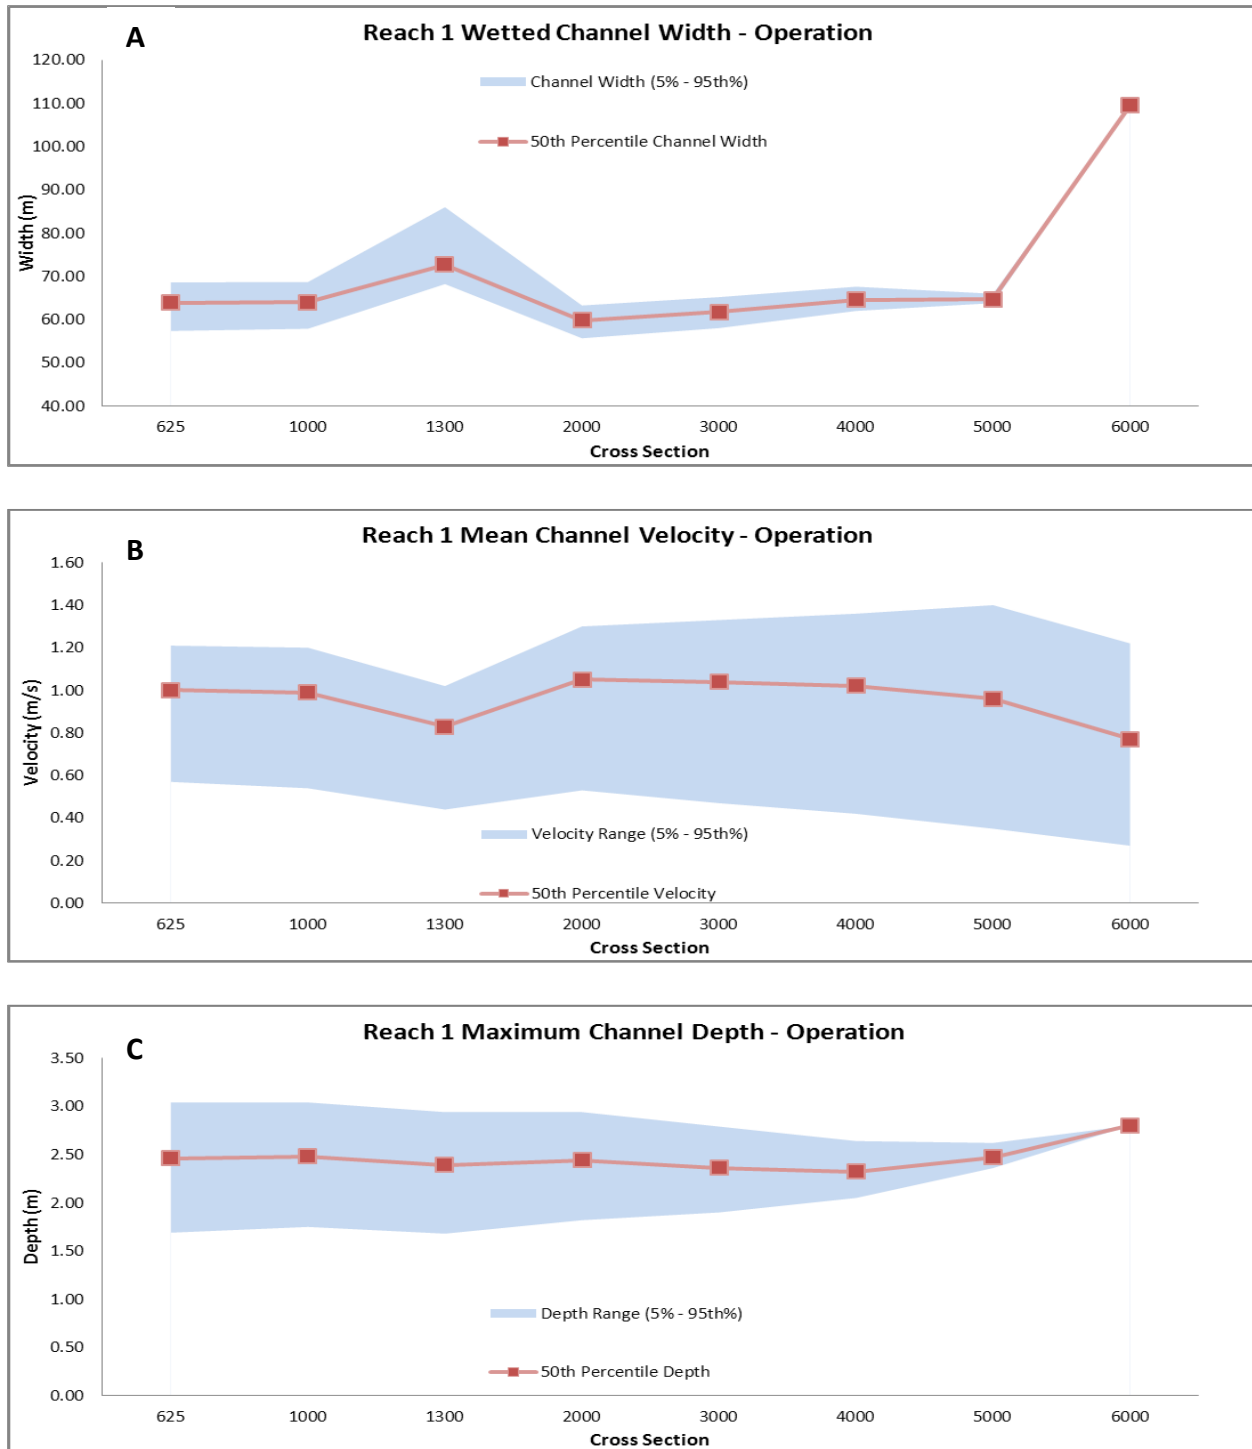 A
Reach 1 Wetted Channel Width - Operation
120.00
110.00
100.00
90.00
80.00
70.00
60.00
50.00
40.00
Width (m)
Channel Width (5% - 95th%)
50th Percentile Channel Width
625 1000 1300 2000 3000 4000 5000 6000
Cross Section
B
Reach 1 Mean Channel Velocity - Operation
1.60
1.40
1.20
1.00
0.80
0.60
0.40
0.20
0.00
Velocity (m/s)
Velocity Range (5% - 95th%)
50th Percentile Velocity
625 1000 1300 2000 3000 4000 5000 6000
Cross Section
C
Reach 1 Maximum Channel Depth - Operation
3.50
3.00
2.50
2.00
1.50
1.00
0.50
0.00
Depth (m)
Depth Range (5% - 95th%)
50th Percentile Depth
625 1000 1300 2000 3000 4000 5000 6000
Cross Section